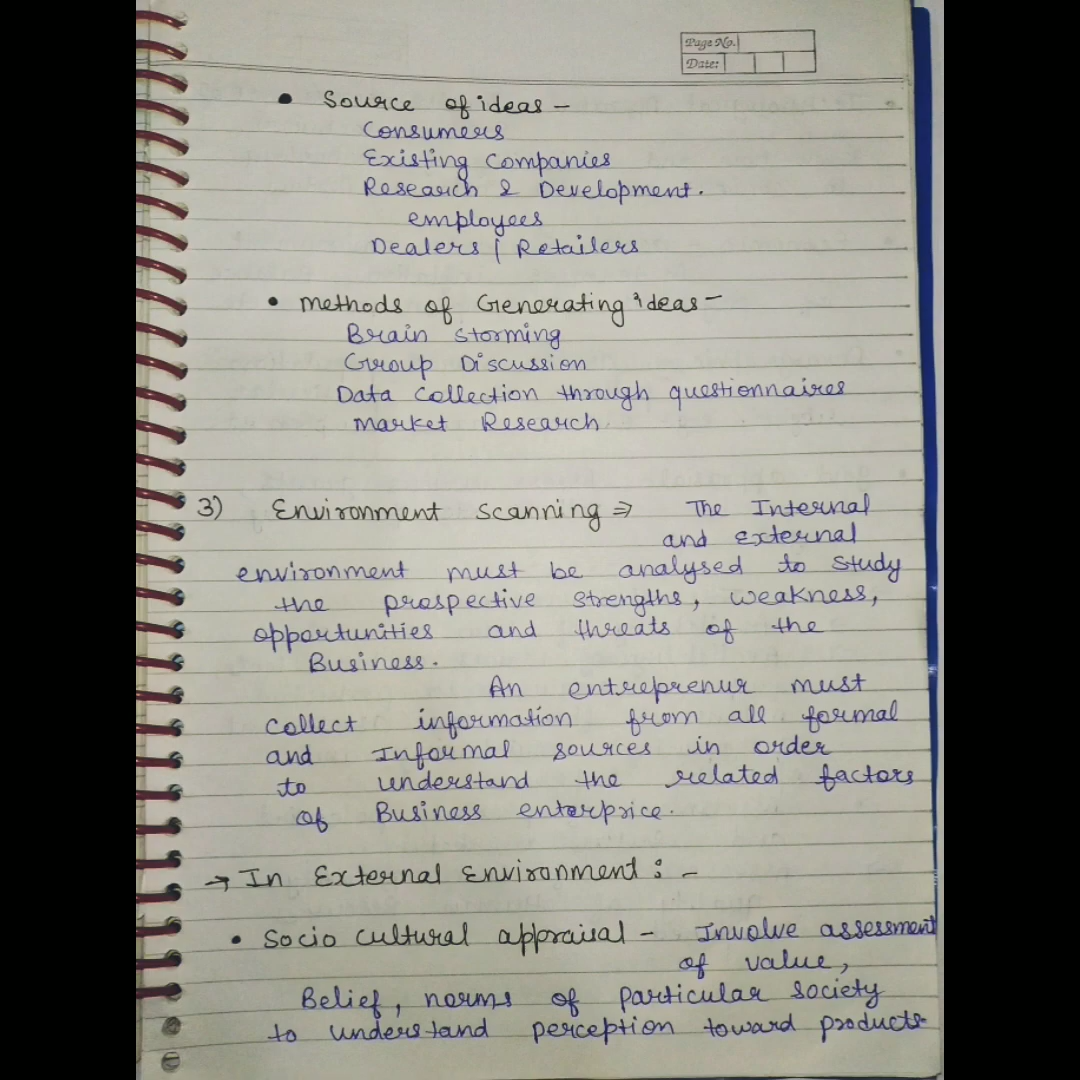 Page No.
Date:
• Source of ideas -
Consumers
Existing Companies
Research & Development.
employees
Dealers / Retailers
• Methods of Generating ideas -
Brain Storming
Group Discussion
Data Collection through questionnaires
Market Research
3) Environment Scanning ⇒ The Internal
and External
environment must be analysed to study
the prospective strengths, weakness,
opportunities and threats of the
Business.
An entreprenur must
collect information from all formal
and Informal sources in order
to understand the related factors
of Business enterprice.
→ In External Environment : -
• Socio cultural appraisal - Involve assessment
of value,
Belief, norms of particular society
to understand perception toward products